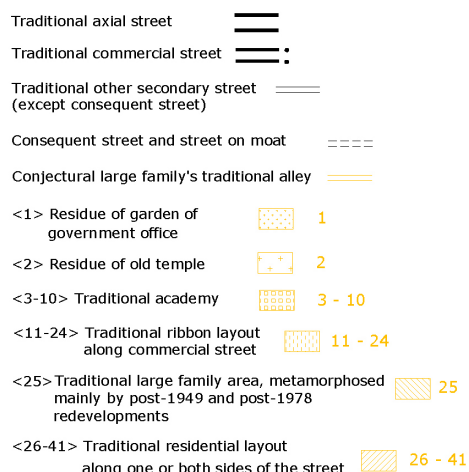 Traditional axial street
Traditional commercial street
Traditional other secondary street
(except consequent street)
Consequent street and street on moat
Conjectural large family's traditional alley
<1> Residue of garden of
government office
1
<2> Residue of old temple
2
<3-10> Traditional academy
3 - 10
<11-24> Traditional ribbon layout
along commercial street
11 - 24
<25>Traditional large family area, metamorphosed
mainly by post-1949 and post-1978
redevelopments
25
<26-41> Traditional residential layout
along one or both sides of the street
26 - 41